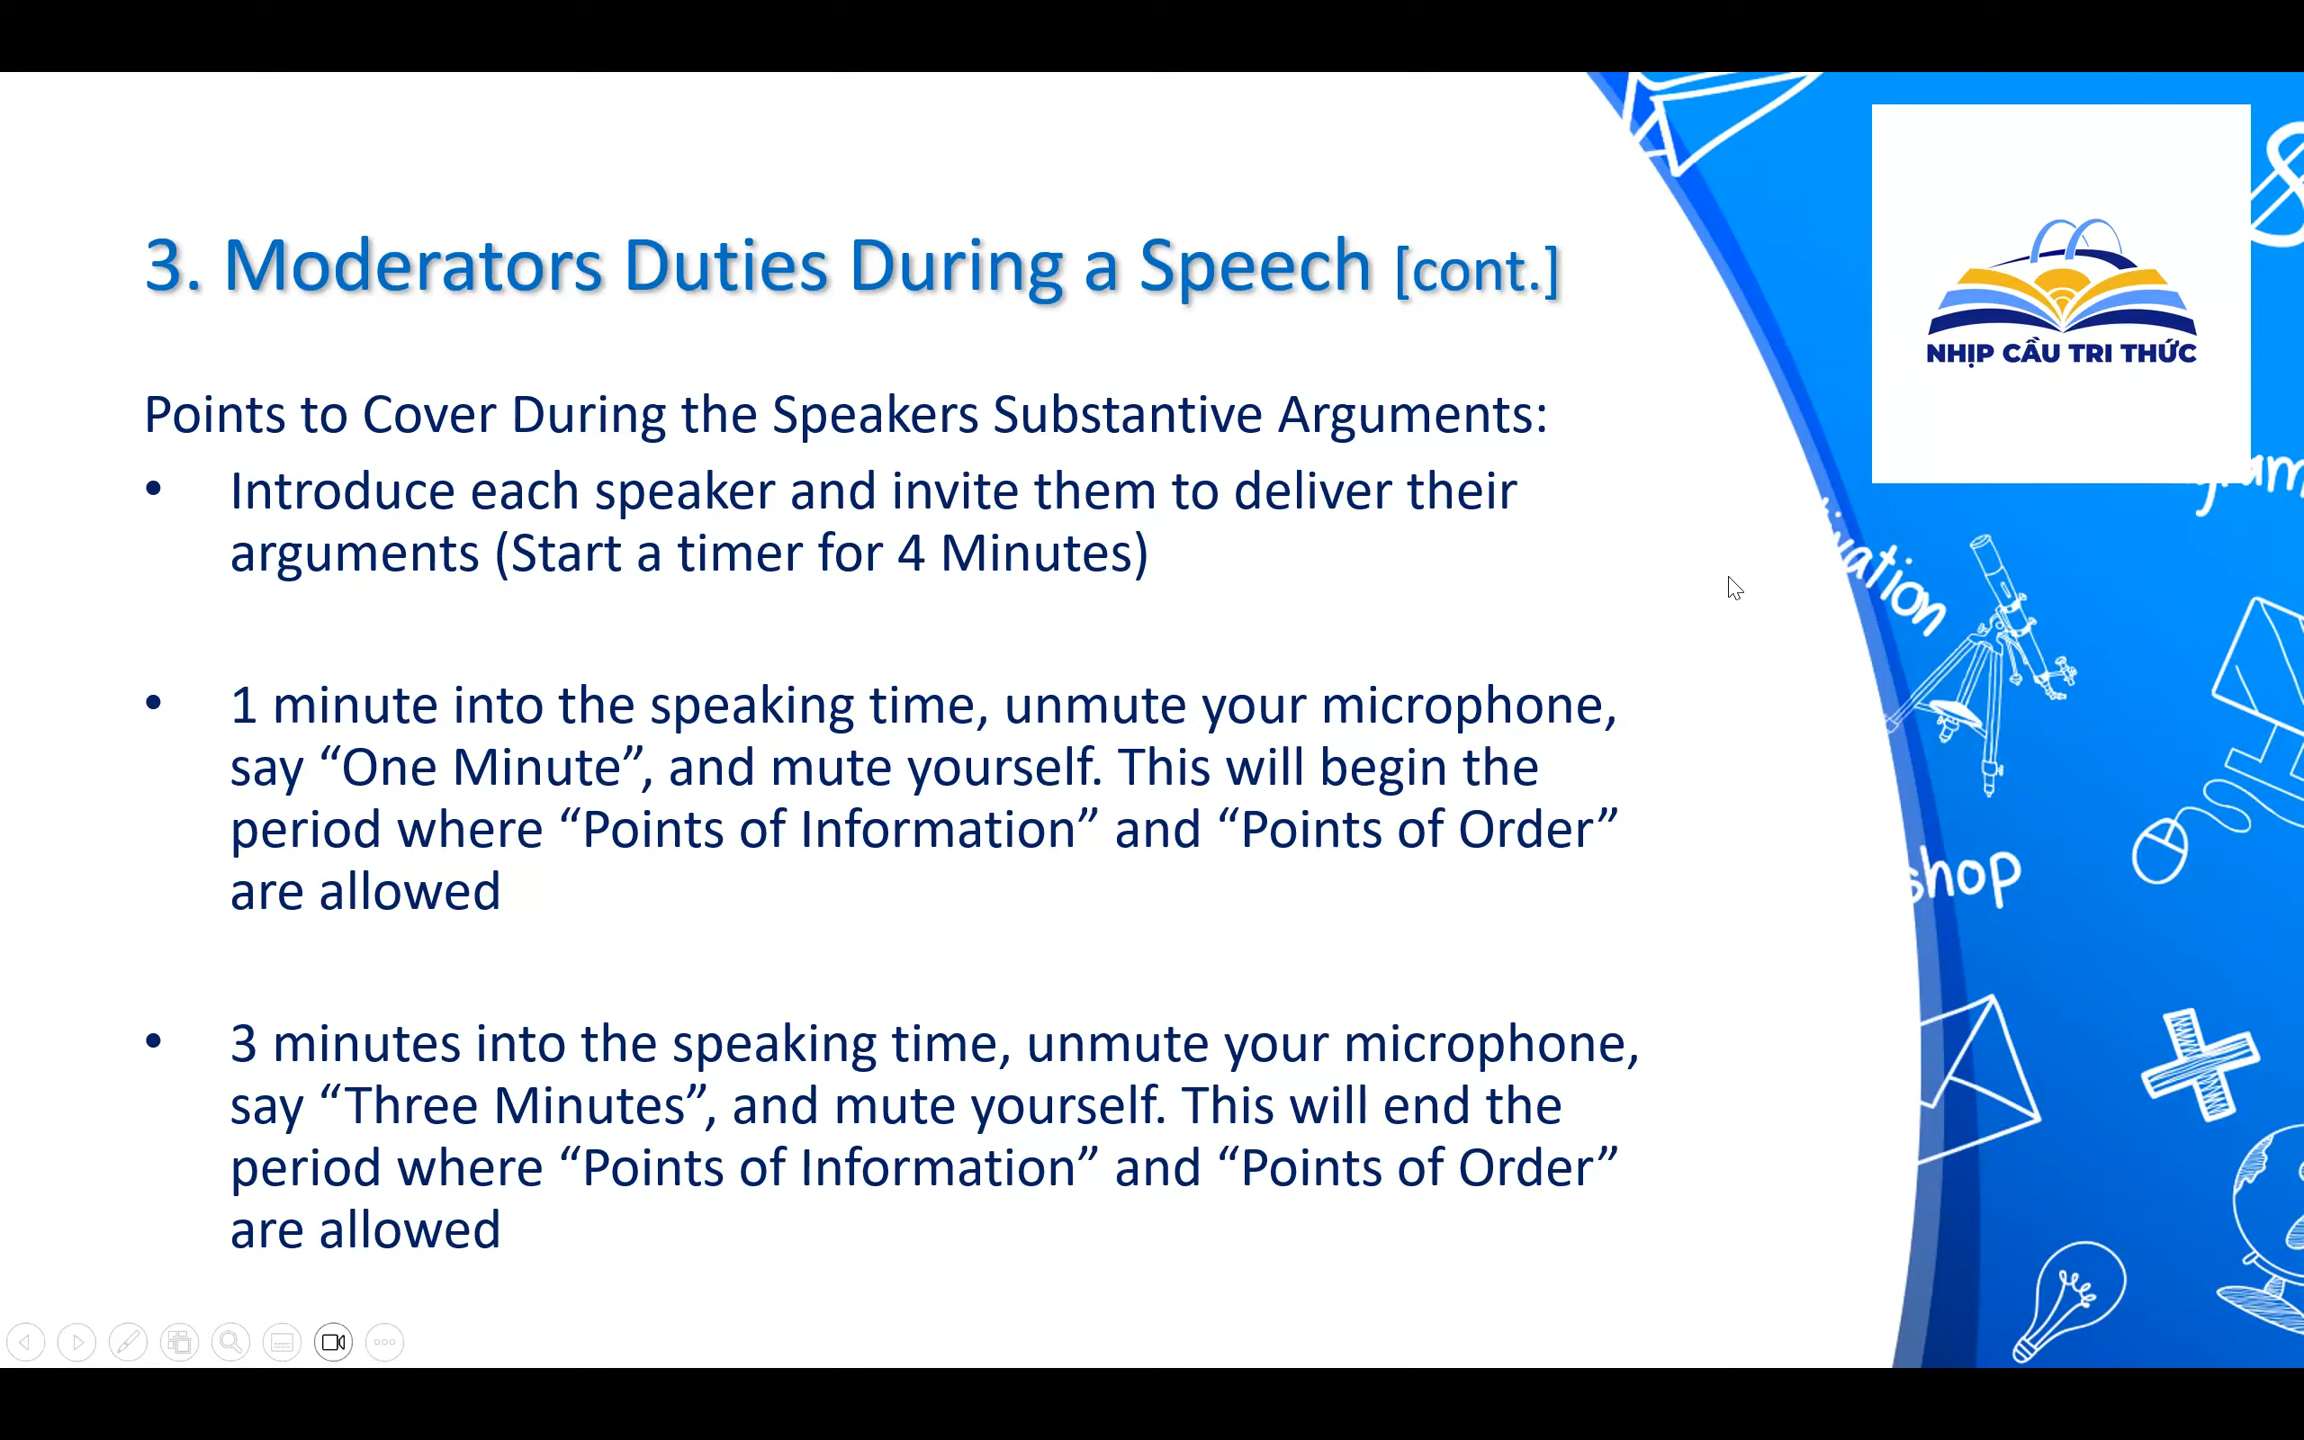 3. Moderators Duties During a Speech [cont.]
NHỊP CẦU TRI THỨC
Points to Cover During the Speakers Substantive Arguments:
• Introduce each speaker and invite them to deliver their
arguments (Start a timer for 4 Minutes)
• 1 minute into the speaking time, unmute your microphone,
say “One Minute”, and mute yourself. This will begin the
period where “Points of Information” and “Points of Order”
are allowed
• 3 minutes into the speaking time, unmute your microphone,
say “Three Minutes”, and mute yourself. This will end the
period where “Points of Information” and “Points of Order”
are allowed
shop